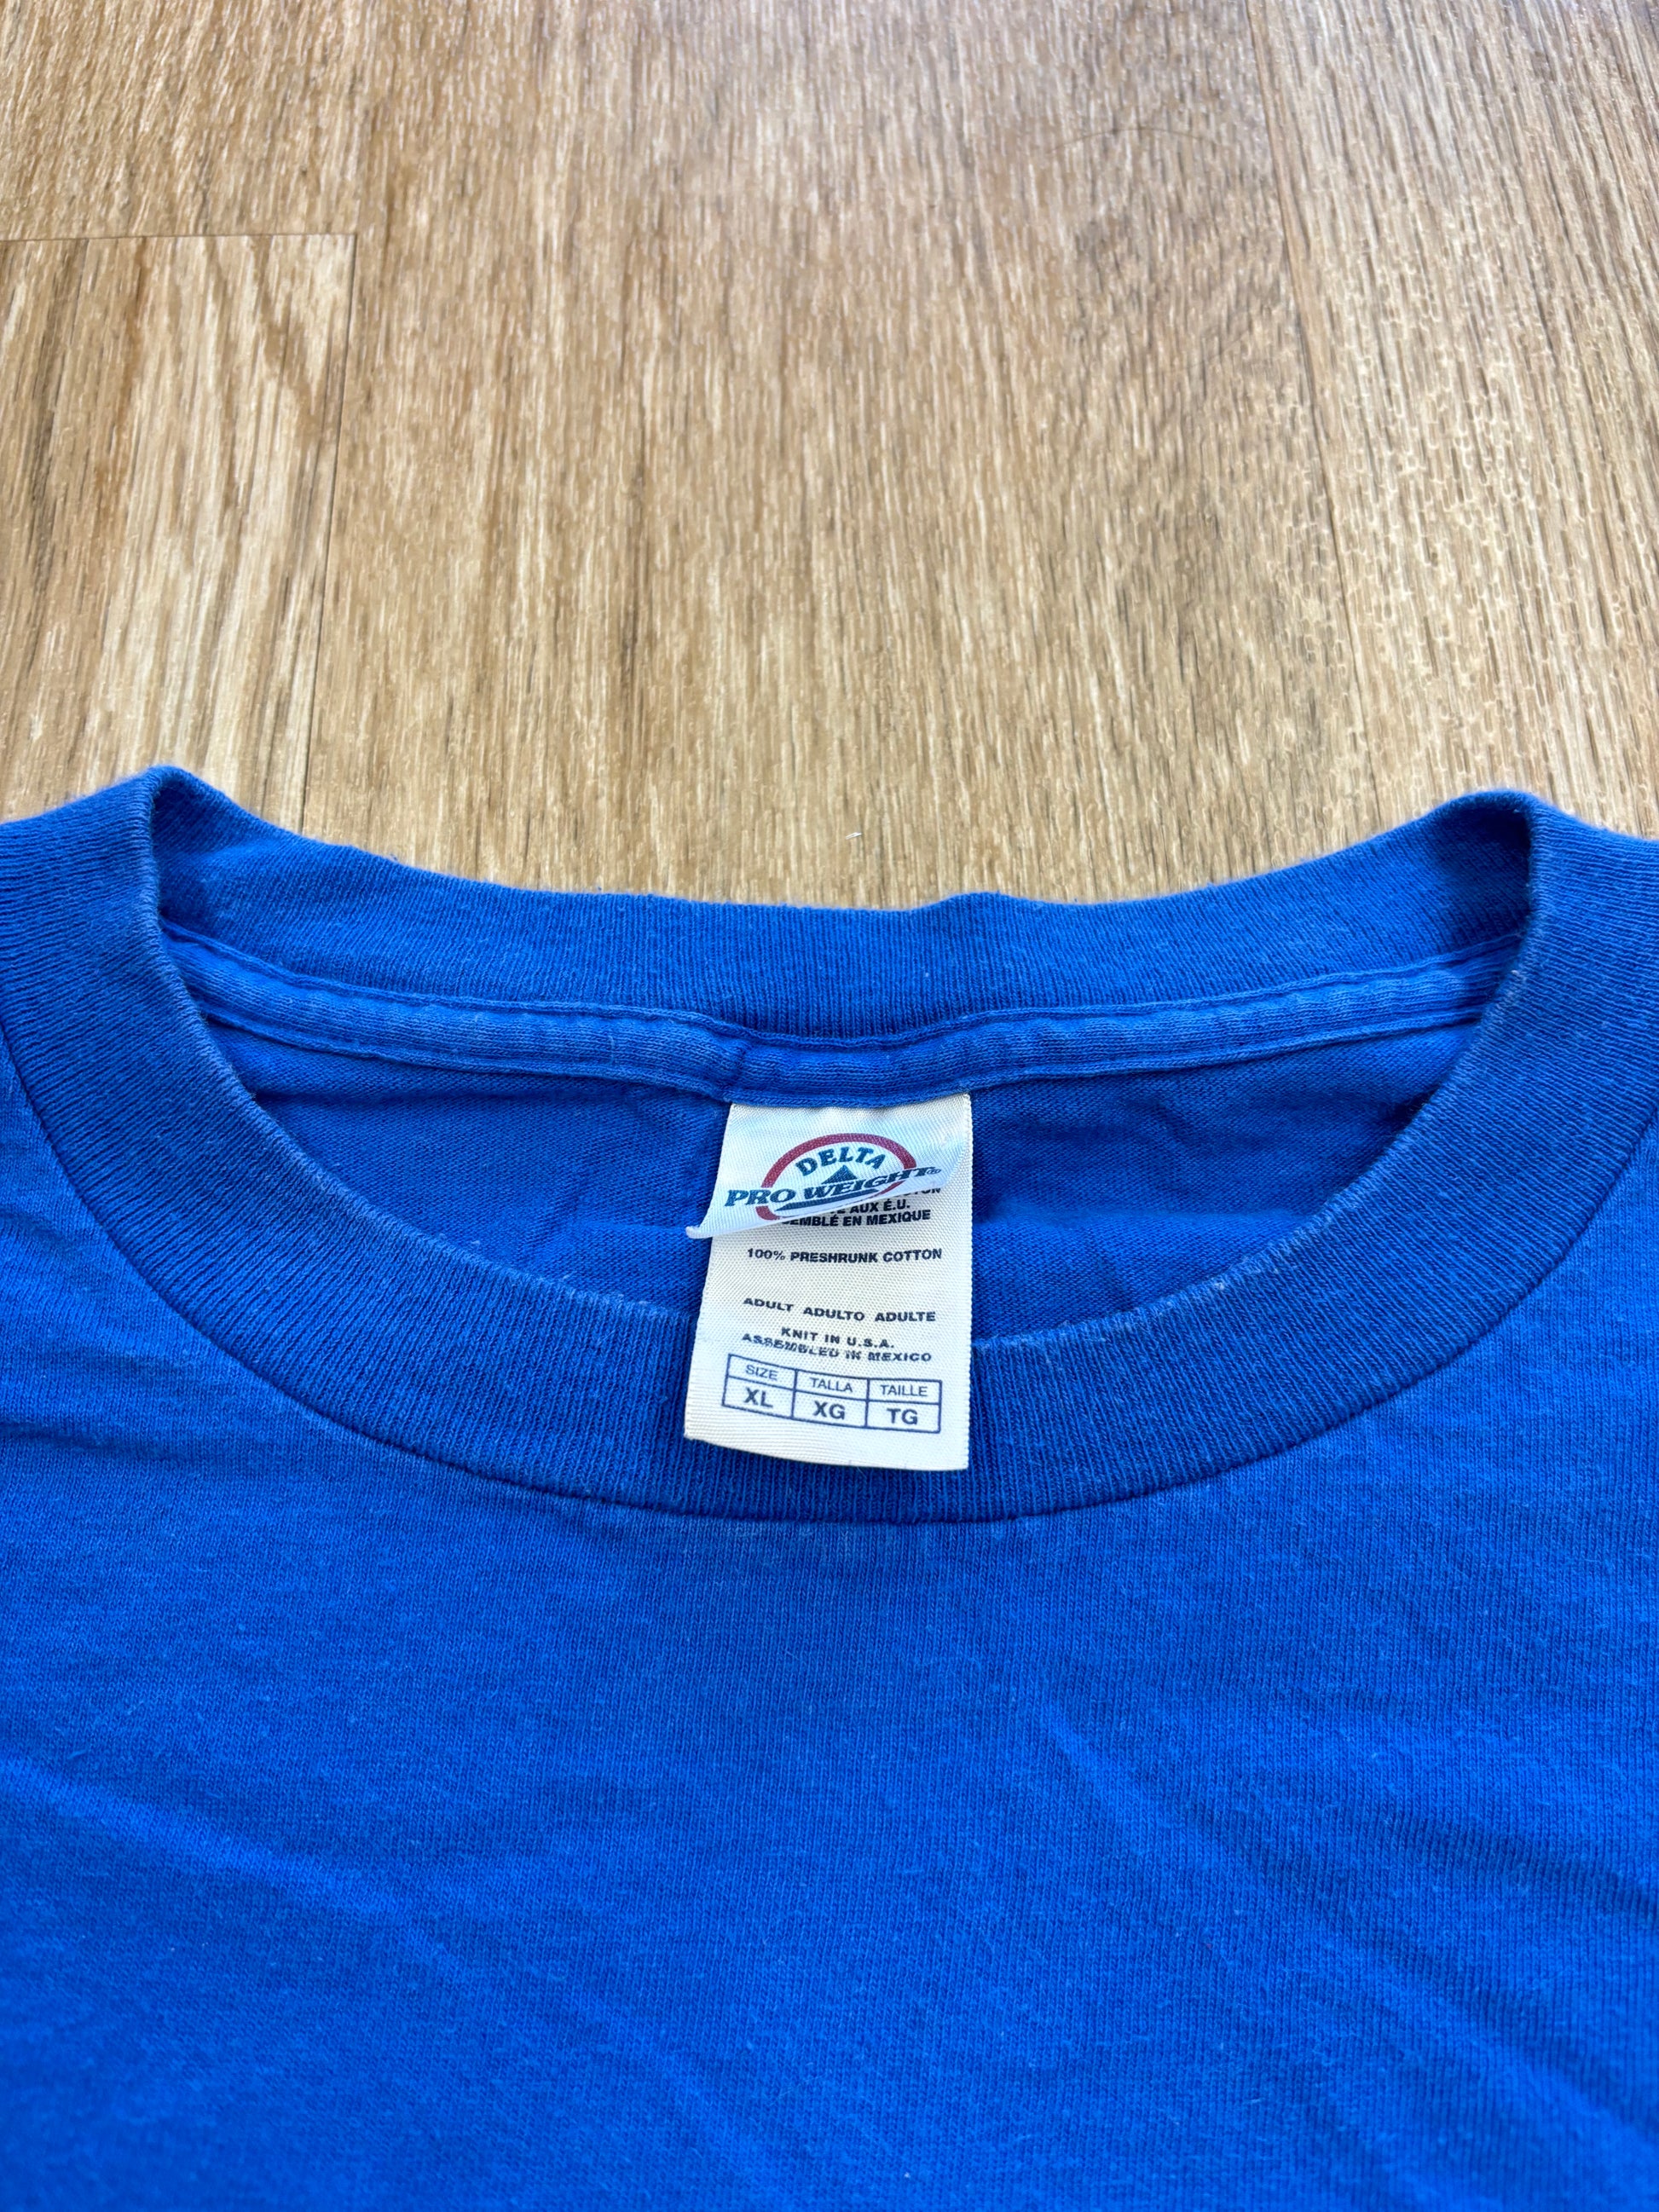 DELTA
PRO WEIGHT
AUX É.U.
EN MEXIQUE
100% PRESHRUNK COTTON
ADULT ADULTO ADULTE
KNIT IN U.S.A.
ASSEMBLED IN MEXICO
SIZE TALLA TAILLE
XL XG TG